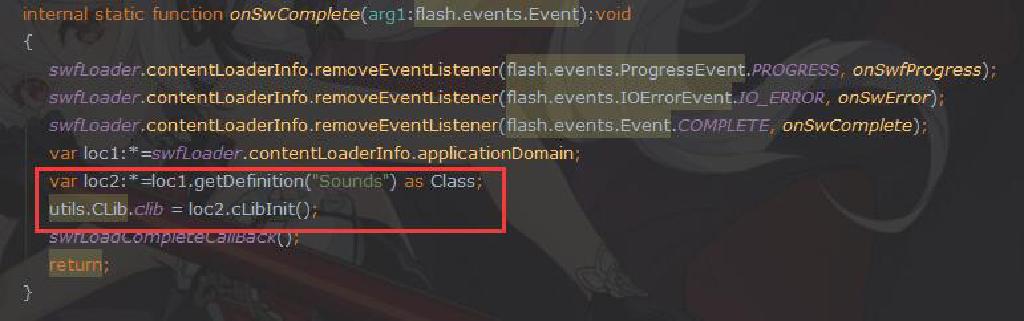 internal static function onSwComplete(arg1:flash.events.Event):void
{
swfLoader.contentLoaderInfo.removeEventListener(flash.events.ProgressEvent.PROGRESS, onSwfProgress);
swfLoader.contentLoaderInfo.removeEventListener(flash.events.IOErrorEvent.IO_ERROR, onSwError);
swfLoader.contentLoaderInfo.removeEventListener(flash.events.Event.COMPLETE, onSwComplete);
var loc1:*=swfLoader.contentLoaderInfo.applicationDomain;
var loc2:*=loc1.getDefinition("Sounds") as Class;
utils.CLib.clib = loc2.cLibInit();
swfLoadCompleteCallBack();
return;
}